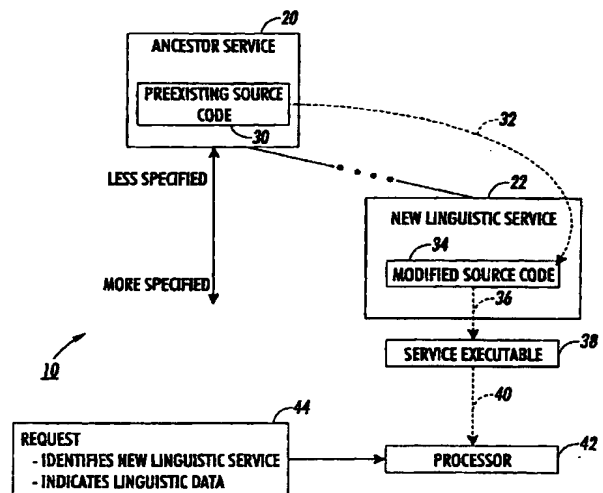 20
ANCESTOR SERVICE
PREEXISTING SOURCE
CODE
30
32
LESS SPECIFIED
22
NEW LINGUISTIC SERVICE
34
MODIFIED SOURCE CODE
MORE SPECIFIED
36
SERVICE EXECUTABLE
38
10
40
44
REQUEST
- IDENTIFIES NEW LINGUISTIC SERVICE
- INDICATES LINGUISTIC DATA
42
PROCESSOR